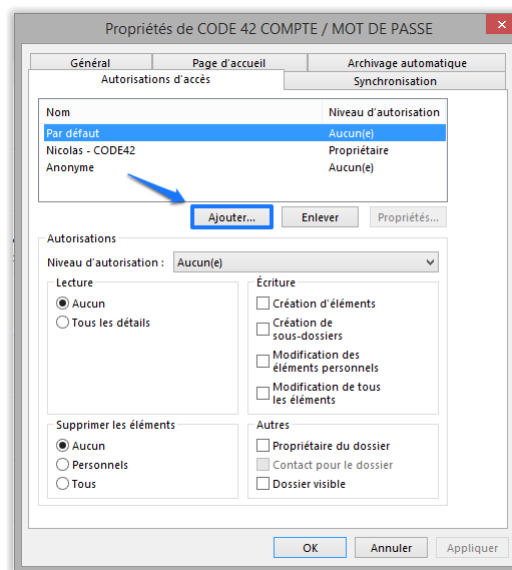 Propriétés de CODE 42 COMPTE / MOT DE PASSE
Général Page d'accueil Archivage automatique
Autorisations d'accès Synchronisation
Nom Niveau d'autorisation
Par défaut Aucun(e)
Nicolas - CODE42 Propriétaire
Anonyme Aucun(e)
Ajouter... Enlever Propriétés...
Autorisations
Niveau d'autorisation : Aucun(e)
Lecture
Aucun
Tous les détails
Écriture
Création d'éléments
Création de
sous-dossiers
Modification des
éléments personnels
Modification de tous
les éléments
Supprimer les éléments
Aucun
Personnels
Tous
Autres
Propriétaire du dossier
Contact pour le dossier
Dossier visible
OK Annuler Appliquer